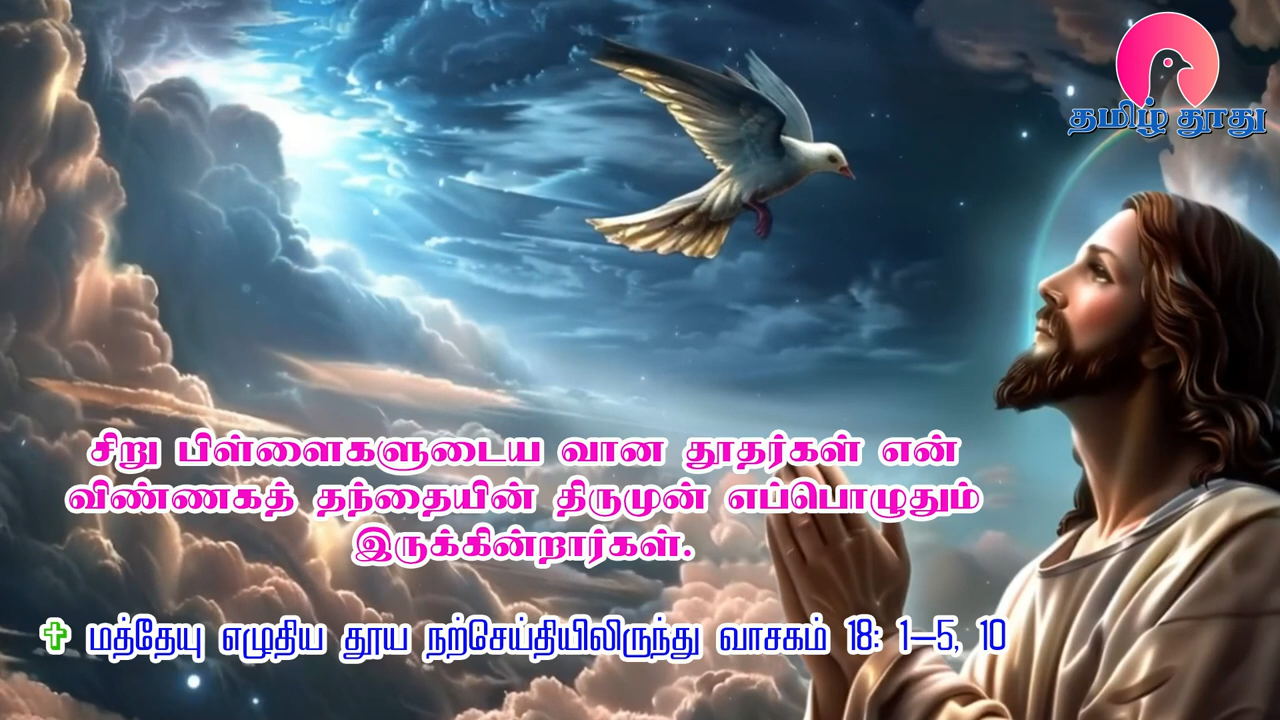 தமிழ் தூது
சிறு பிள்ளைகளுடைய வான தூதர்கள் என்
விண்ணகத் தந்தையின் திருமுன் எப்பொழுதும்
இருக்கின்றார்கள்.
✞ மத்தேயு எழுதிய தூய நற்செய்தியிலிருந்து வாசகம் 18: 1–5, 10